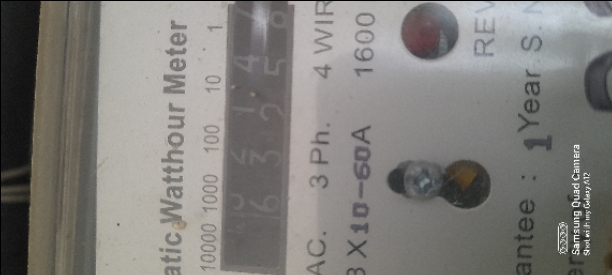 atic Watthour Meter
10000 1000 100 10 1
AC. 3 Ph. 4 WIR
3 X 10-60A 1600
REV
antee : 1 Year S. N
Samsung Quad Camera
Shot with my Galaxy A12